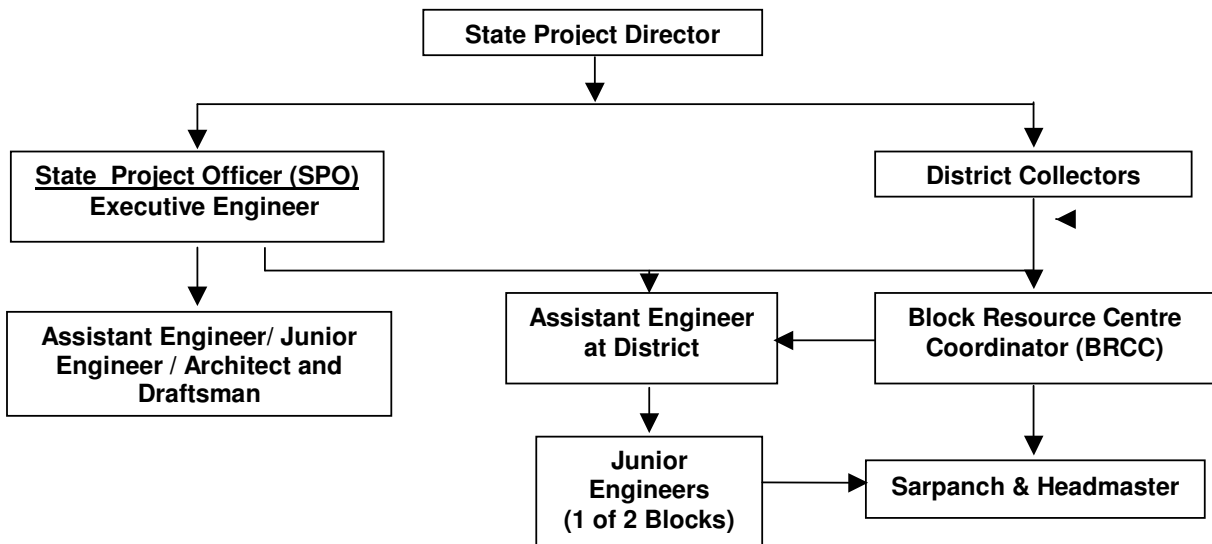 State Project Director
State Project Officer (SPO)
Executive Engineer
District Collectors
Assistant Engineer/ Junior
Engineer / Architect and
Draftsman
Assistant Engineer
at District
Block Resource Centre
Coordinator (BRCC)
Junior
Engineers
(1 of 2 Blocks)
Sarpanch & Headmaster